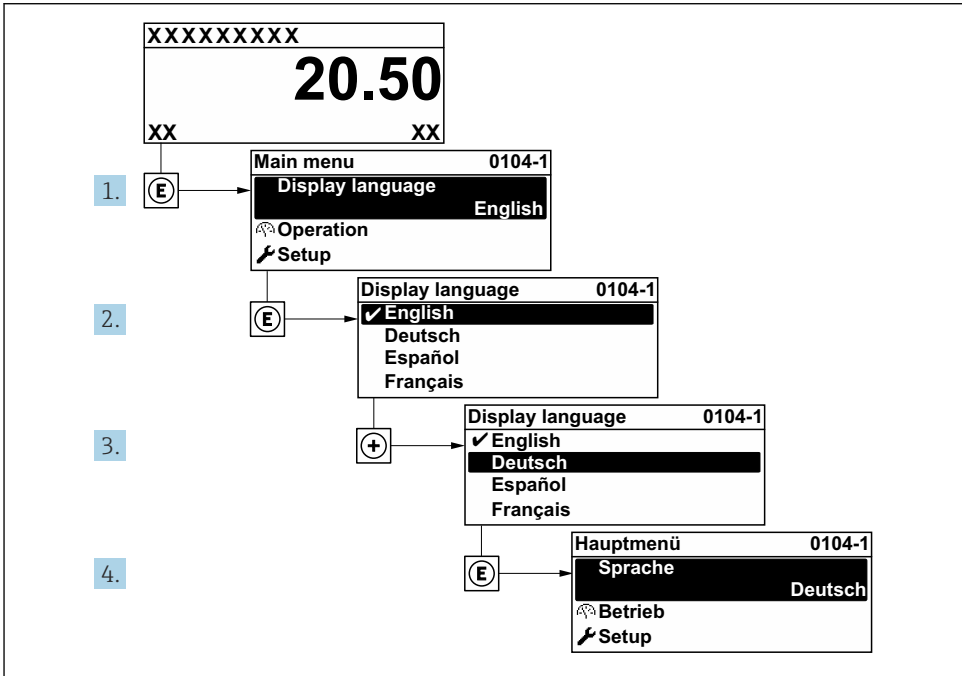 XXXXXXXXX
20.50
XX XX
1. E
Main menu 0104-1
Display language
English
Operation
Setup
2. E
Display language 0104-1
✔ English
Deutsch
Español
Français
3. +
Display language 0104-1
✔ English
Deutsch
Español
Français
4. E
Hauptmenü 0104-1
Sprache
Deutsch
Betrieb
Setup